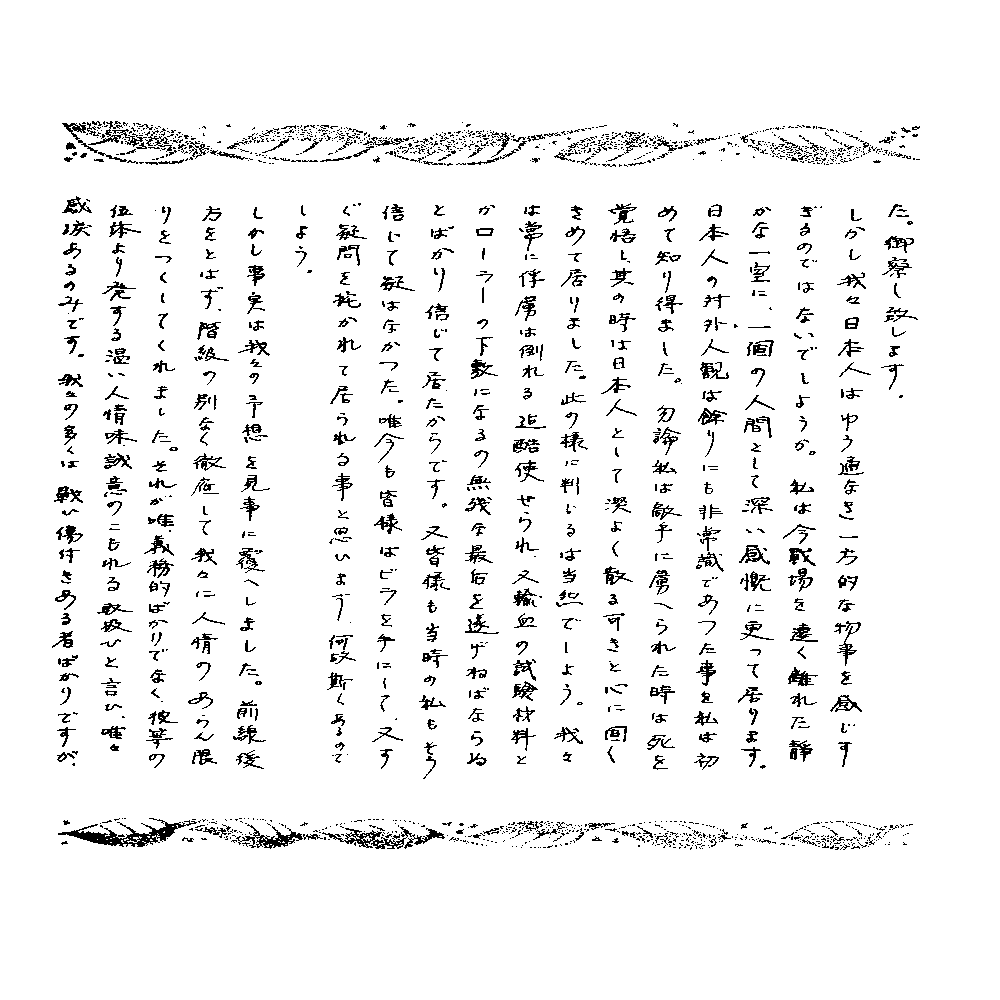 た。御察し致します。
しかし我々日本人はゆう通なき一方的な物事を感じす
ぎるのではないでしようか。私は今戦場を遠く離れた静
かな一室に、一個の人間として深い感慨に更って居ります。
日本人の対外人観は餘りにも非常識であつた事を私は初
めて知り得ました。勿論私は敵手に虜へられた時は死を
覚悟し其の時は日本人として潔よく散る可きと心に固く
きめて居りました。此の様に判じるは当然でしよう。我々
は常に俘虜は倒れる迄酷使せられ、又輸血の試験材料と
かローラーの下敷になるの無残な最后を遂げねばならぬ
とばかり信じて居たからです。又皆様も当時の私もそう
信じて疑はなかつた。唯今も皆様はビラを手にして、又す
ぐ疑問を抱かれて居られる事と思ひます、何故斯くあるので
しよう。
しかし事実は我々の予想を見事に覆へしました。前線後
方をとはず、階級の別なく徹底して我々に人情のあらん限
りをつくしてくれました。それが唯、義務的ばかりでなく、彼等の
伍体より発する温い人情味誠意のこもれる取扱ひと言ひ、唯々
感涙あるのみです。我々の多くは戦ひ傷付きある者ばかりですが、